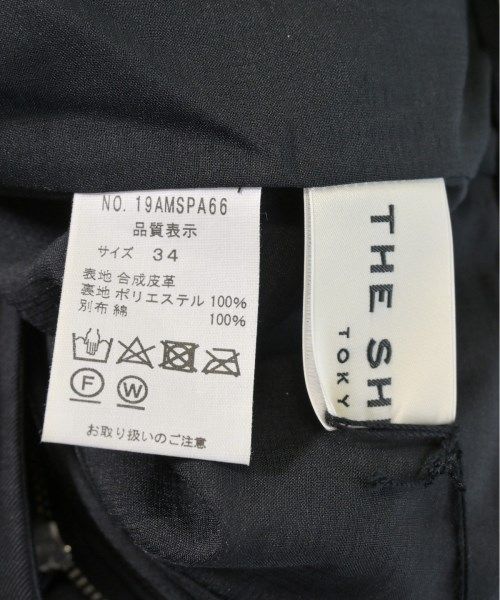 NO. 19AMSPA66
品質表示
サイズ 34
表地 合成皮革
裏地 ポリエステル 100%
別布 綿 100%
F W
お取り扱いのご注意
THE SH
TOKY